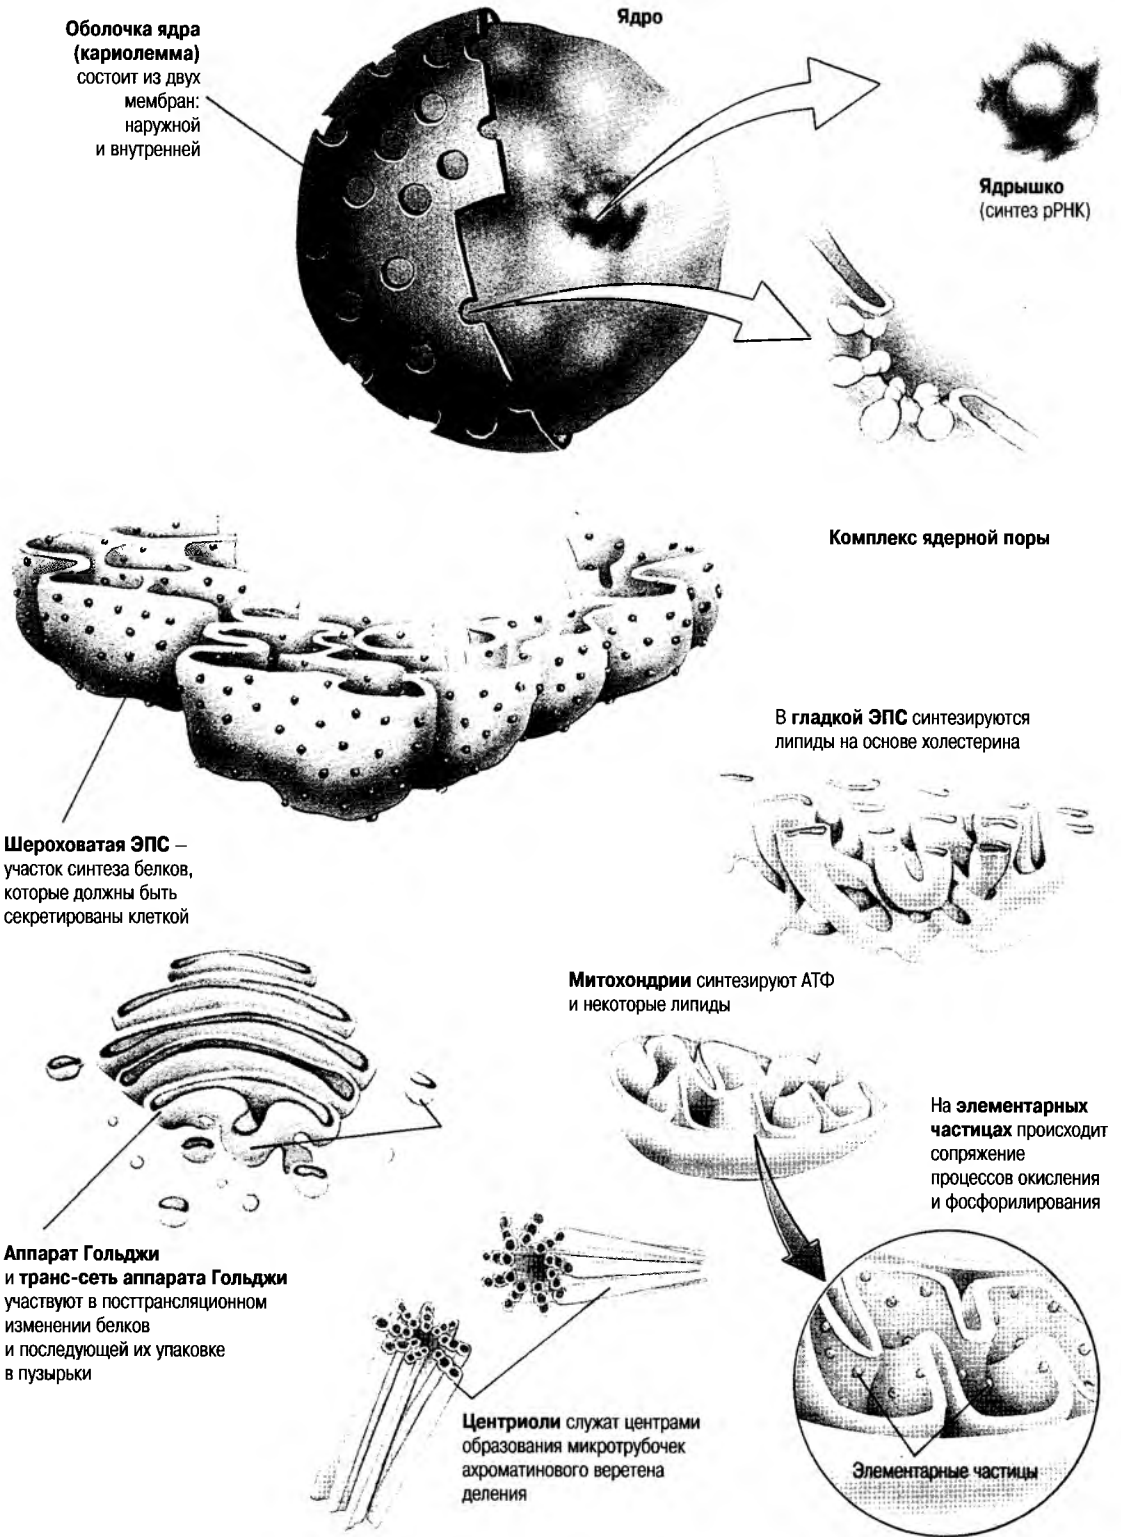 Ядро
Оболочка ядра
(кариолемма)
состоит из двух
мембран:
наружной
и внутренней
Ядрышко
(синтез рРНК)
Комплекс ядерной поры
В гладкой ЭПС синтезируются
липиды на основе холестерина
Шероховатая ЭПС –
участок синтеза белков,
которые должны быть
секретированы клеткой
Митохондрии синтезируют АТФ
и некоторые липиды
На элементарных
частицах происходит
сопряжение
процессов окисления
и фосфорилирования
Аппарат Гольджи
и транс-сеть аппарата Гольджи
участвуют в посттрансляционном
изменении белков
и последующей их упаковке
в пузырьки
Центриоли служат центрами
образования микротрубочек
ахроматинового веретена
деления
Элементарные частицы